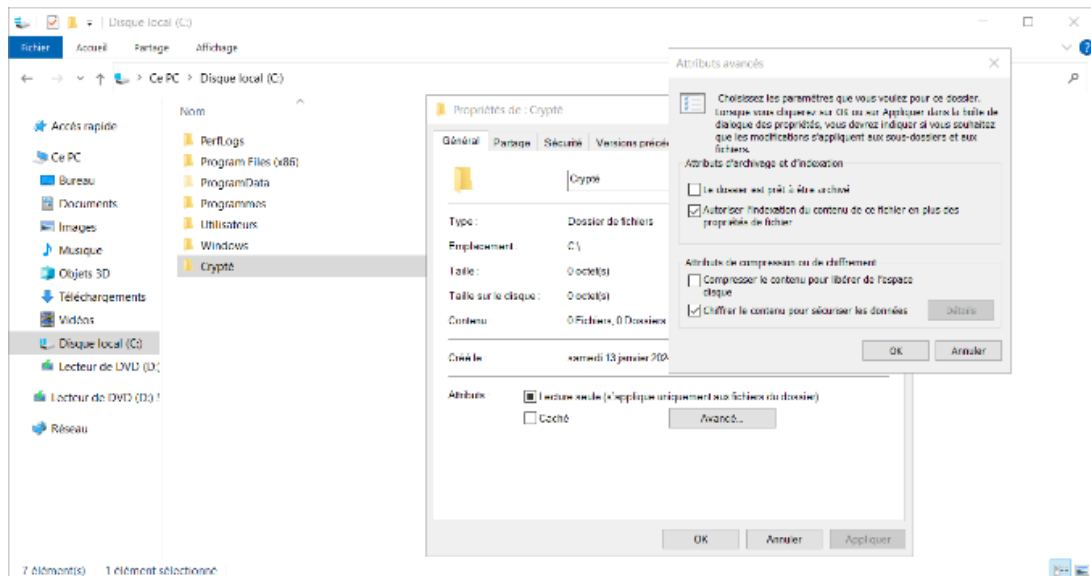 Disque local (C:)
Fichier Accueil Partage Affichage
Ce PC > Disque local (C:)
Nom
Accès rapide
Ce PC
Bureau
Documents
Images
Musique
Objets 3D
Téléchargements
Vidéos
Disque local (C:)
Lecteur de DVD (D:
Lecteur de DVD (D:)
Réseau
PerfLogs
Program Files (x86)
ProgramData
Programmes
Utilisateurs
Windows
Crypté
Propriétés de : Crypté
Général Partage Sécurité Versions précé
Crypté
Type : Dossier de fichiers
Emplacement C:\
Taille : 0 octet(s)
Taille sur le disque : 0 octet(s)
Contenu 0 Fichiers, 0 Dossiers
Créé le samedi 13 janvier 202
Attributs Lecture seule (s'applique uniquement aux fichiers du dossier)
Caché Avancé...
OK Annuler Appliquer
Attributs avancés
Choisissez les paramètres que vous voulez pour ce dossier.
Lorsque vous cliquerez sur OK ou sur Appliquer dans la boîte de
dialogue des propriétés, vous devrez indiquer si vous souhaitez
que les modifications s'appliquent aux sous-dossiers et aux
fichiers.
Attributs d'archivage et d'indexation
Le dossier est prêt à être archivé
Autoriser l'indexation du contenu de ce fichier en plus des
propriétés de fichier
Attributs de compression ou de chiffrement
Compresser le contenu pour libérer de l'espace
disque
Chiffrer le contenu pour sécuriser les données Détails
OK Annuler
7 élément(s) 1 élément sélectionné